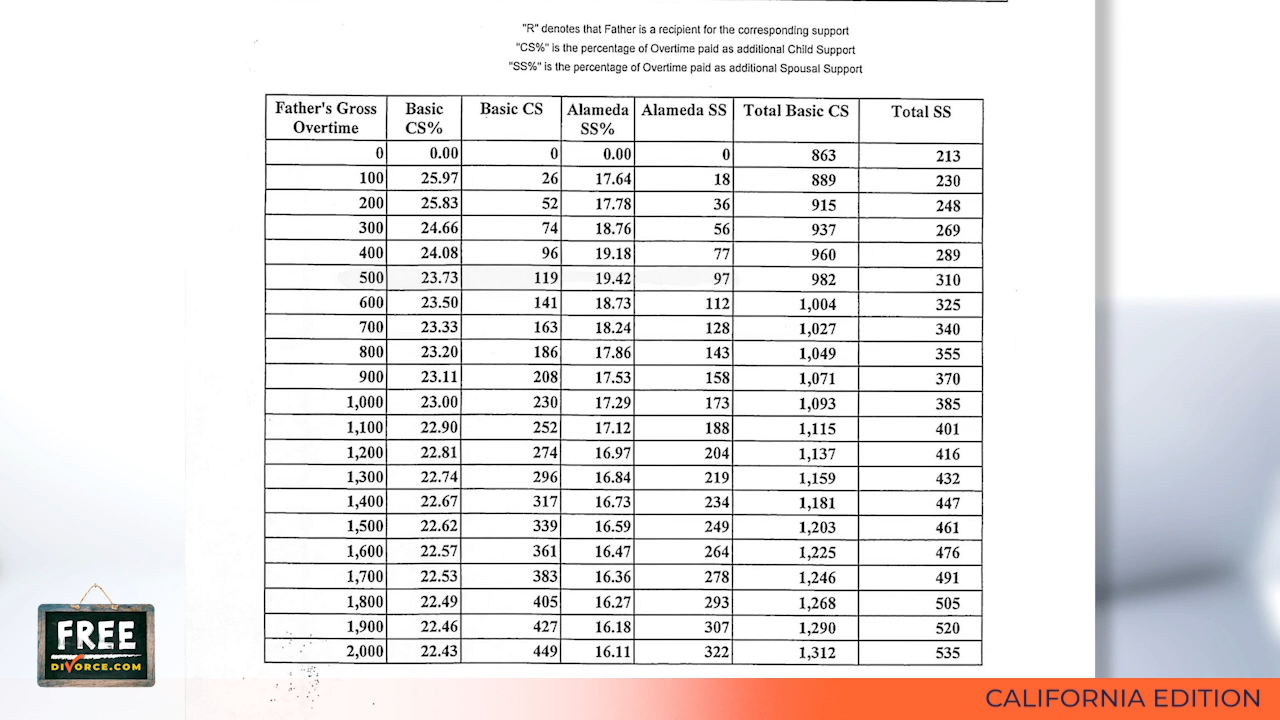 "R" denotes that Father is a recipient for the corresponding support
"CS%" is the percentage of Overtime paid as additional Child Support
"SS%" is the percentage of Overtime paid as additional Spousal Support
Father's Gross Overtime Basic CS% Basic CS Alameda SS% Alameda SS Total Basic CS Total SS
0 0.00 0 0.00 0 863 213
100 25.97 26 17.64 18 889 230
200 25.83 52 17.78 36 915 248
300 24.66 74 18.76 56 937 269
400 24.08 96 19.18 77 960 289
500 23.73 119 19.42 97 982 310
600 23.50 141 18.73 112 1,004 325
700 23.33 163 18.24 128 1,027 340
800 23.20 186 17.86 143 1,049 355
900 23.11 208 17.53 158 1,071 370
1,000 23.00 230 17.29 173 1,093 385
1,100 22.90 252 17.12 188 1,115 401
1,200 22.81 274 16.97 204 1,137 416
1,300 22.74 296 16.84 219 1,159 432
1,400 22.67 317 16.73 234 1,181 447
1,500 22.62 339 16.59 249 1,203 461
1,600 22.57 361 16.47 264 1,225 476
1,700 22.53 383 16.36 278 1,246 491
1,800 22.49 405 16.27 293 1,268 505
1,900 22.46 427 16.18 307 1,290 520
2,000 22.43 449 16.11 322 1,312 535
FREE
DIVORCE.COM
CALIFORNIA EDITION